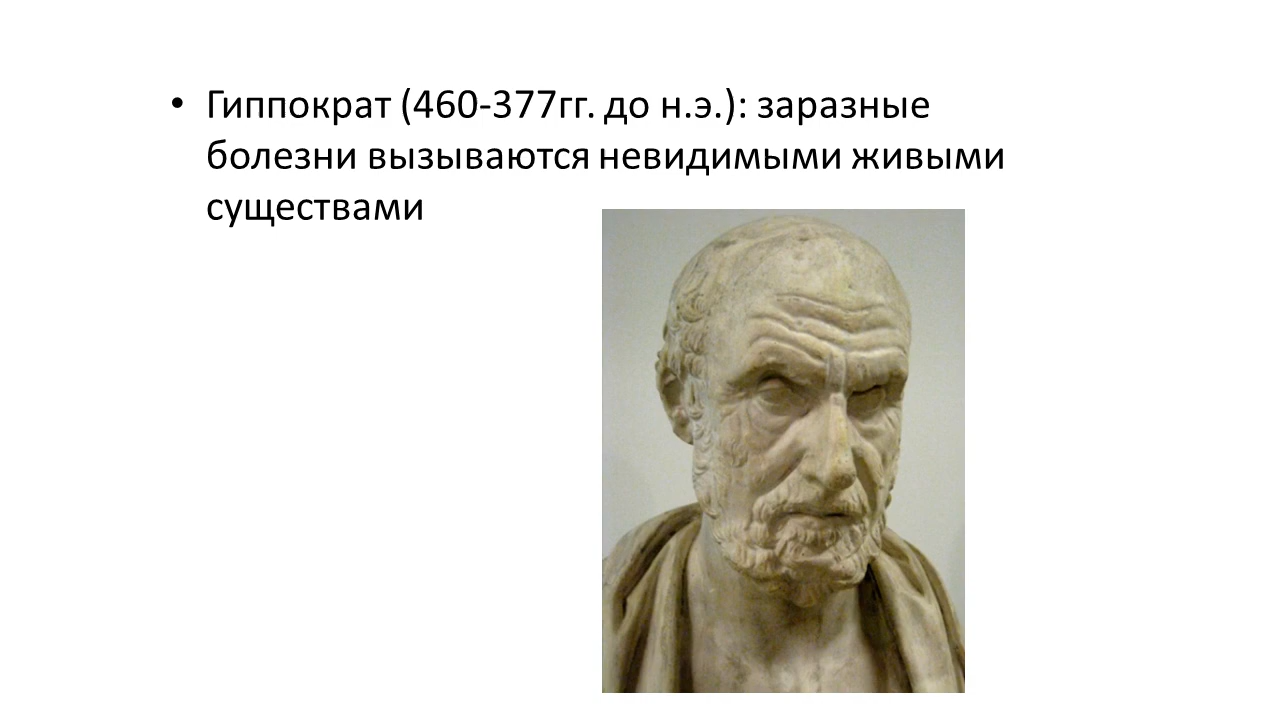 • Гиппократ (460-377гг. до н.э.): заразные
болезни вызываются невидимыми живыми
существами